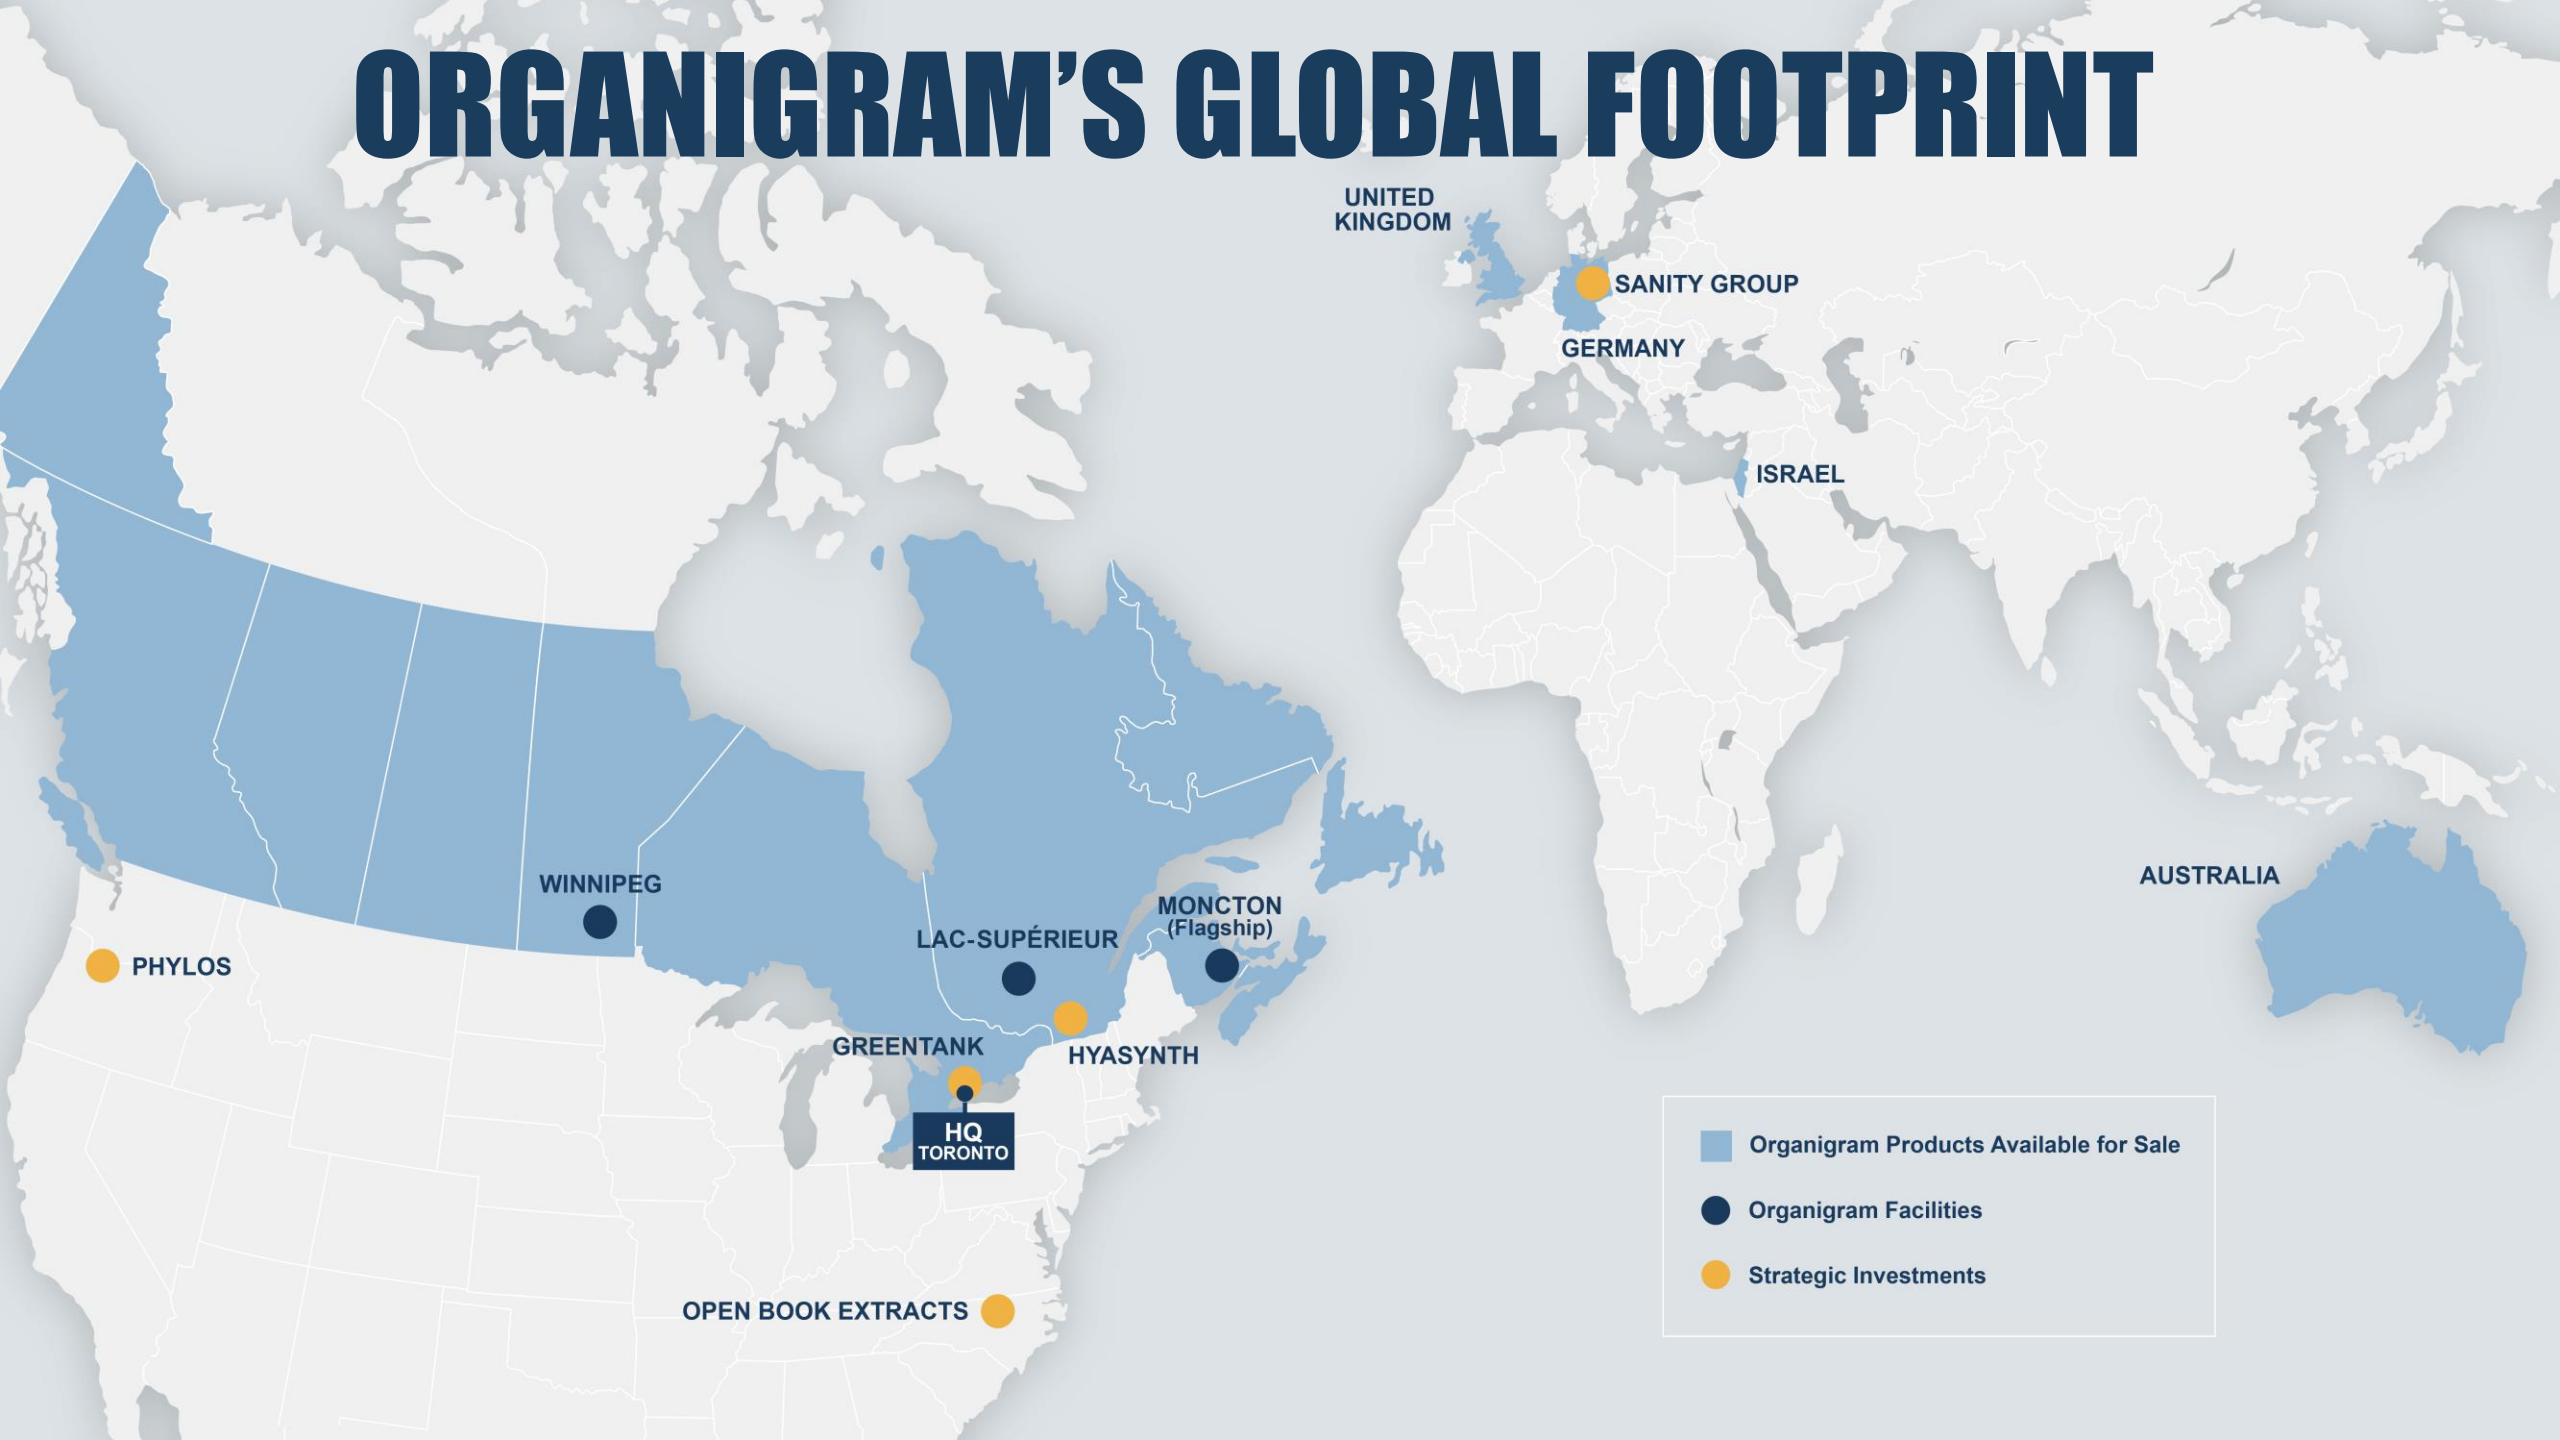 ORGANIGRAM'S GLOBAL FOOTPRINT
UNITED
KINGDOM
SANITY GROUP
GERMANY
ISRAEL
AUSTRALIA
WINNIPEG
MONCTON
(Flagship)
LAC-SUPÉRIEUR
PHYLOS
GREENTANK
HYASYNTH
HQ
TORONTO
OPEN BOOK EXTRACTS
Organigram Products Available for Sale
Organigram Facilities
Strategic Investments